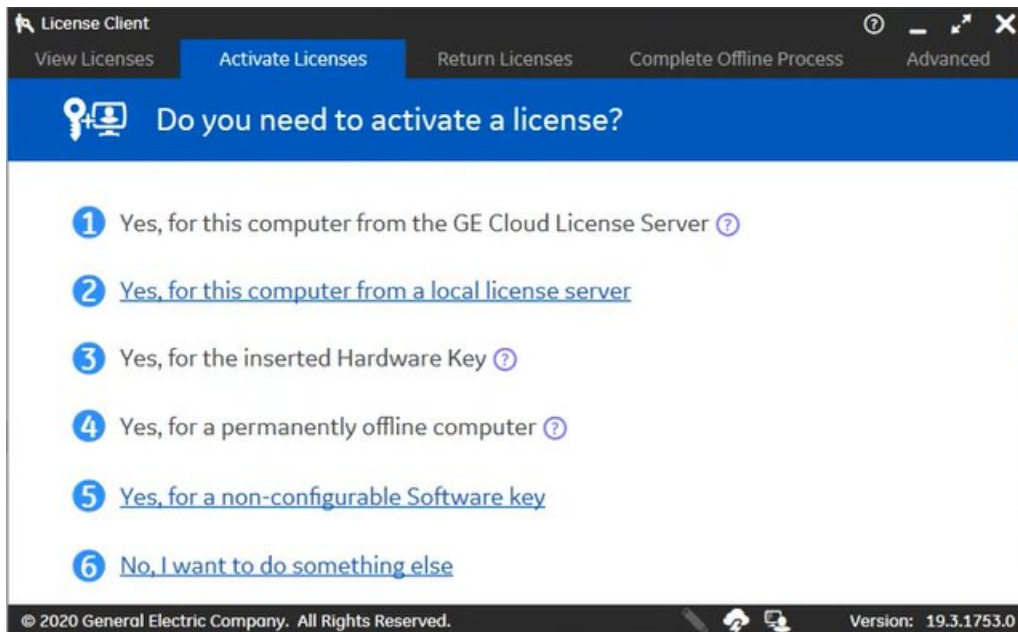 License Client
View Licenses Activate Licenses Return Licenses Complete Offline Process Advanced
Do you need to activate a license?
1 Yes, for this computer from the GE Cloud License Server ?
2 Yes, for this computer from a local license server
3 Yes, for the inserted Hardware Key ?
4 Yes, for a permanently offline computer ?
5 Yes, for a non-configurable Software key
6 No, I want to do something else
© 2020 General Electric Company. All Rights Reserved. Version: 19.3.1753.0